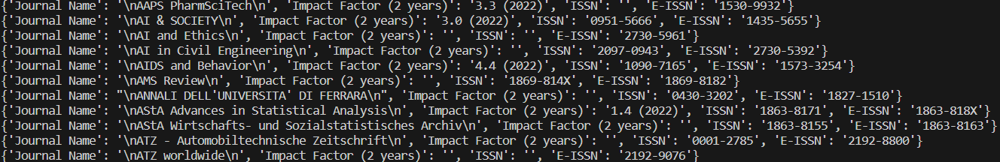 {'Journal Name': '\nAAPS PharmSciTech\n', 'Impact Factor (2 years)': '3.3 (2022)', 'ISSN': '', 'E-ISSN': '1530-9932'}
{'Journal Name': '\nAI & SOCIETY\n', 'Impact Factor (2 years)': '3.0 (2022)', 'ISSN': '0951-5666', 'E-ISSN': '1435-5655'}
{'Journal Name': '\nAI and Ethics\n', 'Impact Factor (2 years)': '', 'ISSN': '', 'E-ISSN': '2730-5961'}
{'Journal Name': '\nAI in Civil Engineering\n', 'Impact Factor (2 years)': '', 'ISSN': '2097-0943', 'E-ISSN': '2730-5392'}
{'Journal Name': '\nAIDS and Behavior\n', 'Impact Factor (2 years)': '4.4 (2022)', 'ISSN': '1090-7165', 'E-ISSN': '1573-3254'}
{'Journal Name': '\nAMS Review\n', 'Impact Factor (2 years)': '', 'ISSN': '1869-814X', 'E-ISSN': '1869-8182'}
{'Journal Name': "\nANNALI DELL'UNIVERSITA' DI FERRARA\n", 'Impact Factor (2 years)': '', 'ISSN': '0430-3202', 'E-ISSN': '1827-1510'}
{'Journal Name': '\nAStA Advances in Statistical Analysis\n', 'Impact Factor (2 years)': '1.4 (2022)', 'ISSN': '1863-8171', 'E-ISSN': '1863-818X'}
{'Journal Name': '\nAStA Wirtschafts- und Sozialstatistisches Archiv\n', 'Impact Factor (2 years)': '', 'ISSN': '1863-8155', 'E-ISSN': '1863-8163'}
{'Journal Name': '\nATZ - Automobiltechnische Zeitschrift\n', 'Impact Factor (2 years)': '', 'ISSN': '0001-2785', 'E-ISSN': '2192-8800'}
{'Journal Name': '\nATZ worldwide\n', 'Impact Factor (2 years)': '', 'ISSN': '', 'E-ISSN': '2192-9076'}